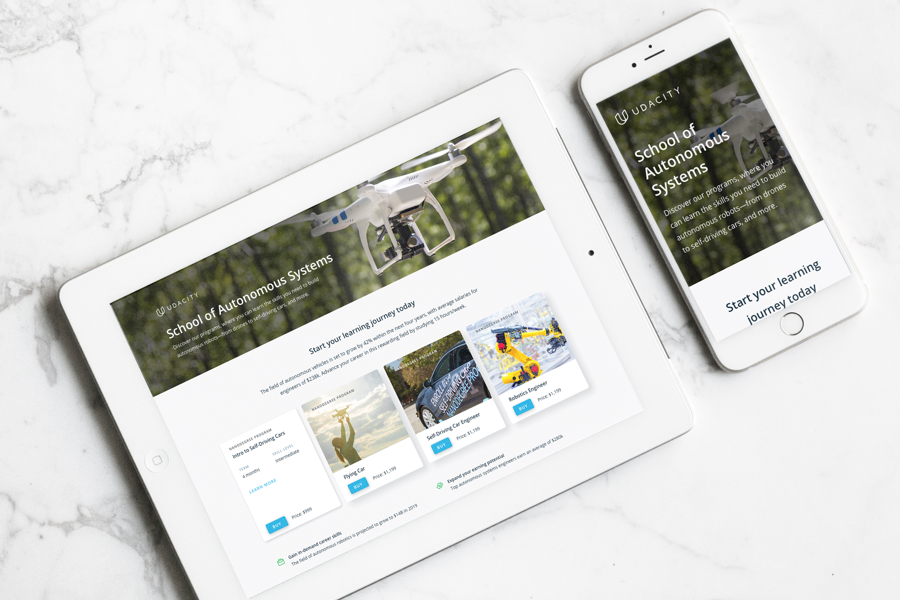 UDACITY
School of Autonomous Systems
Discover our programs, where you can learn the skills you need to build
autonomous robots—from drones to self-driving cars, and more.
Start your learning journey today
The field of autonomous vehicles is set to grow by 42% within the next four years, with average salaries for
engineers of $238k. Advance your career in this rewarding field by studying 15 hours/week.
NANODEGREE PROGRAM
Intro to Self-Driving Cars
TERM
SKILL LEVEL
4 months
Intermediate
LEARN MORE
BUY
Price: $999
NANODEGREE PROGRAM
Flying Car
BUY
Price: $1,199
NANODEGREE PROGRAM
ENROLL IN
SELF-DRIVING CAR
NANODEGREE PROG
Self-Driving Car Engineer
BUY
Price: $1,199
NANODEGREE PROGRAM
Robotics Engineer
BUY
Price: $1,199
Gain in-demand career skills
The field of autonomous robotics is projected to grow to $14B in 2019
Expand your earning potential
Top autonomous systems engineers earn an average of $280k
UDACITY
School of
Autonomous
Systems
Discover our programs, where you
can learn the skills you need to build
autonomous robots—from drones
to self-driving cars, and more.
Start your learning
journey today